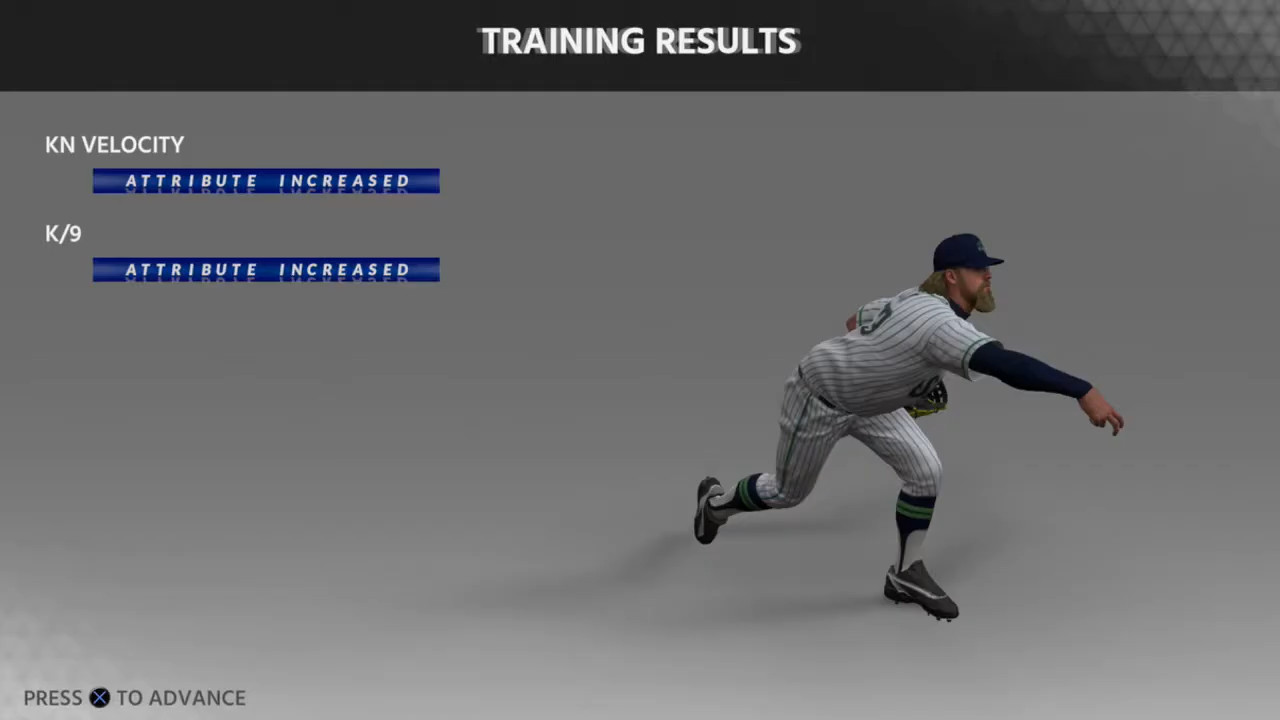 TRAINING RESULTS
KN VELOCITY
ATTRIBUTE INCREASED
K/9
ATTRIBUTE INCREASED
PRESS TO ADVANCE